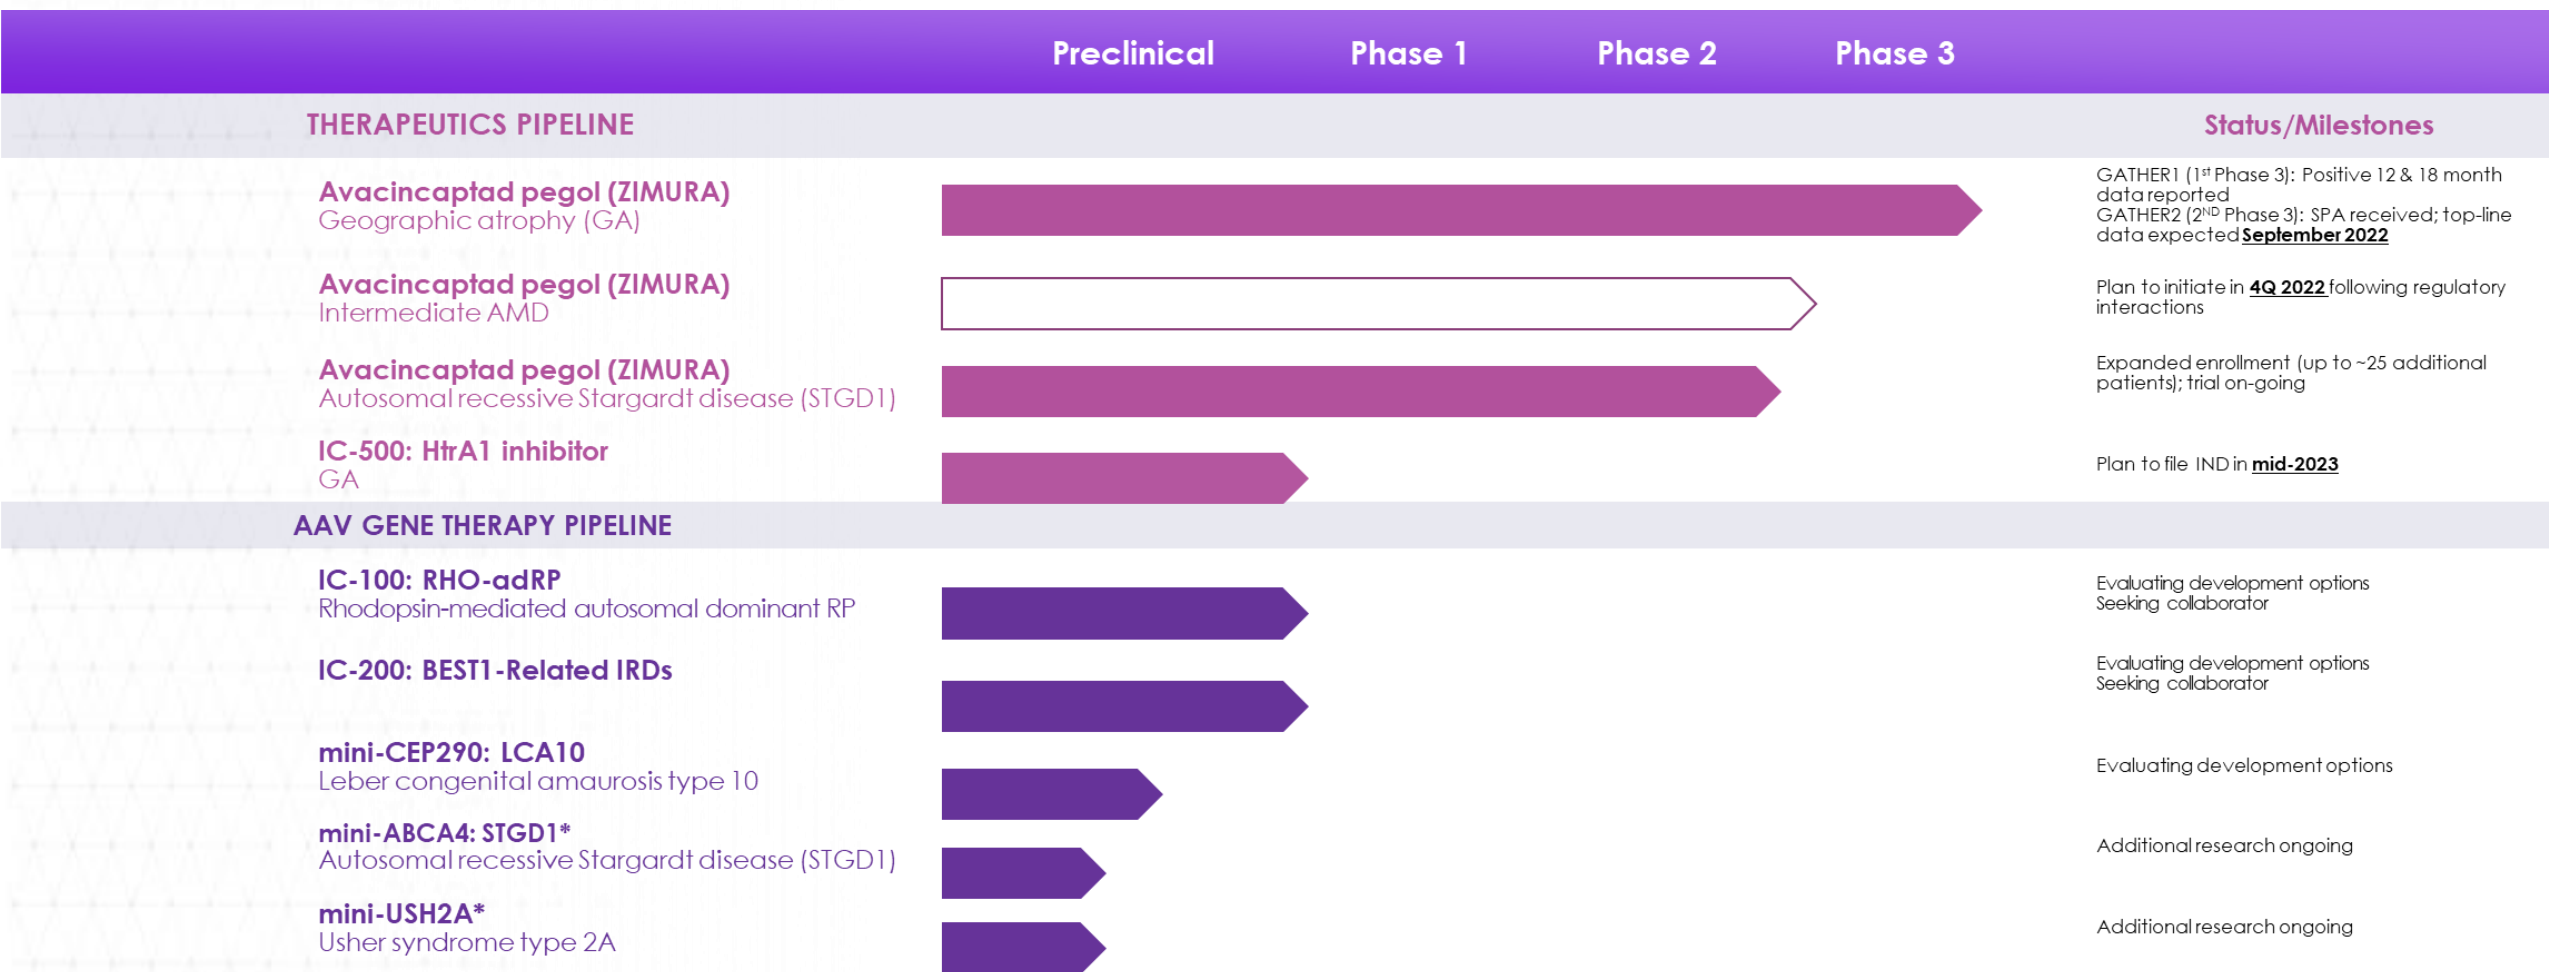 Preclinical Phase 1 Phase 2 Phase 3
THERAPEUTICS PIPELINE Status/Milestones
Avacincaptad pegol (ZIMURA)
Geographic atrophy (GA)
GATHER1 (1st Phase 3): Positive 12 & 18 month
data reported
GATHER2 (2ND Phase 3): SPA received; top-line
data expected September 2022
Avacincaptad pegol (ZIMURA)
Intermediate AMD
Plan to initiate in 4Q 2022 following regulatory
interactions
Avacincaptad pegol (ZIMURA)
Autosomal recessive Stargardt disease (STGD1)
Expanded enrollment (up to ~25 additional
patients); trial on-going
IC-500: HtrA1 inhibitor
GA
Plan to file IND in mid-2023
AAV GENE THERAPY PIPELINE
IC-100: RHO-adRP
Rhodopsin-mediated autosomal dominant RP
Evaluating development options
Seeking collaborator
IC-200: BEST1-Related IRDs
Evaluating development options
Seeking collaborator
mini-CEP290: LCA10
Leber congenital amaurosis type 10
Evaluating development options
mini-ABCA4: STGD1*
Autosomal recessive Stargardt disease (STGD1)
Additional research ongoing
mini-USH2A*
Usher syndrome type 2A
Additional research ongoing